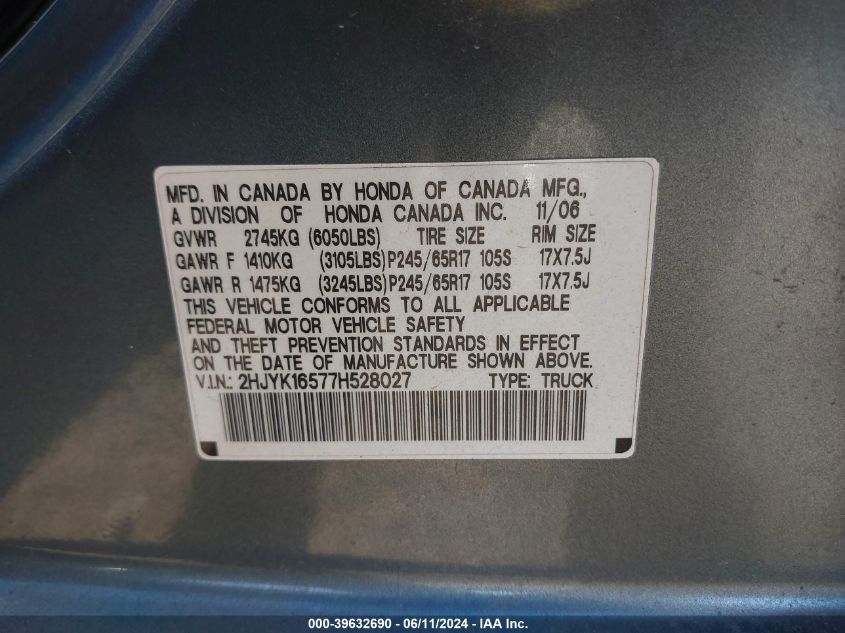 MFD. IN CANADA BY HONDA OF CANADA MFG.,
A DIVISION OF HONDA CANADA INC. 11/06
GVWR 2745KG (6050LBS) TIRE SIZE RIM SIZE
GAWR F 1410KG (3105LBS) P245/65R17 105S 17X7.5J
GAWR R 1475KG (3245LBS) P245/65R17 105S 17X7.5J
THIS VEHICLE CONFORMS TO ALL APPLICABLE
FEDERAL MOTOR VEHICLE SAFETY
AND THEFT PREVENTION STANDARDS IN EFFECT
ON THE DATE OF MANUFACTURE SHOWN ABOVE.
V.I.N.: 2HJYK16577H528027 TYPE: TRUCK
000-39632690 - 06/11/2024 - IAAI.com